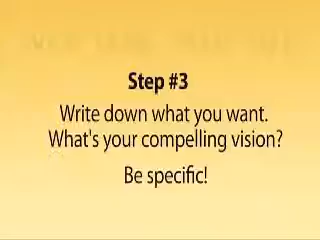 Step #3
Write down what you want.
What's your compelling vision?
Be specific!